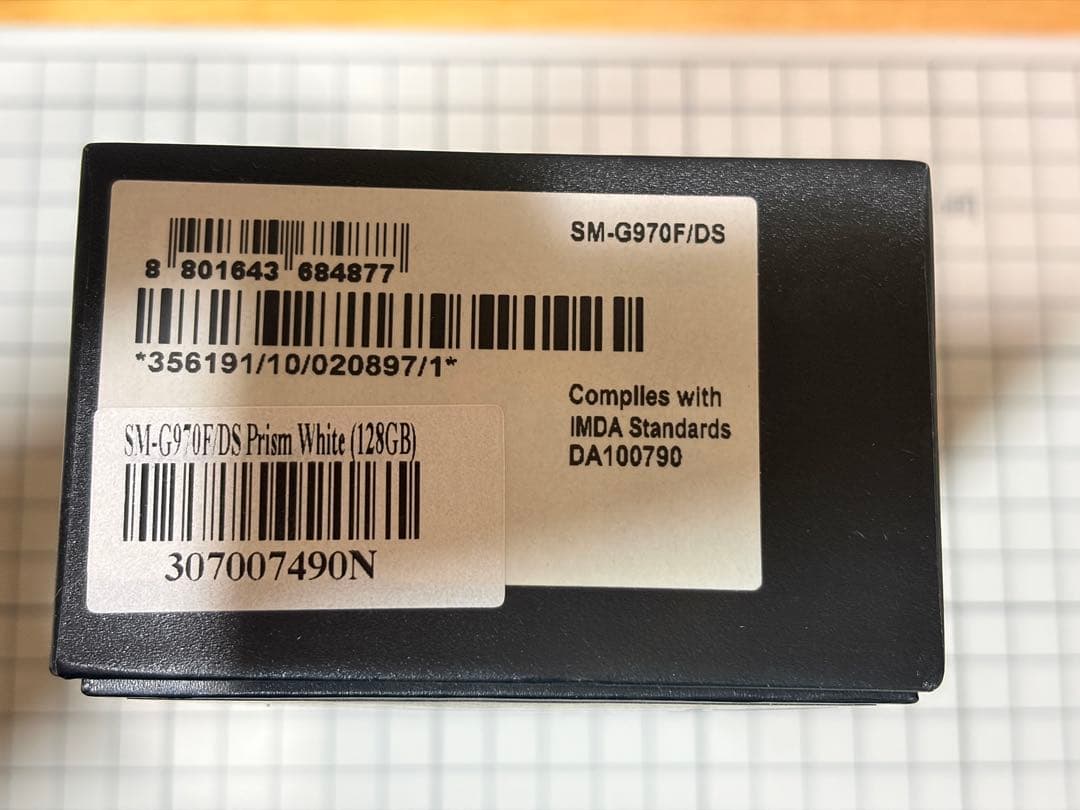 SM-G970F/DS
8 801643 684877
*356191/10/020897/1*
Complies with
IMDA Standards
DA100790
SM-G970F/DS Prism White (128GB)
307007490N